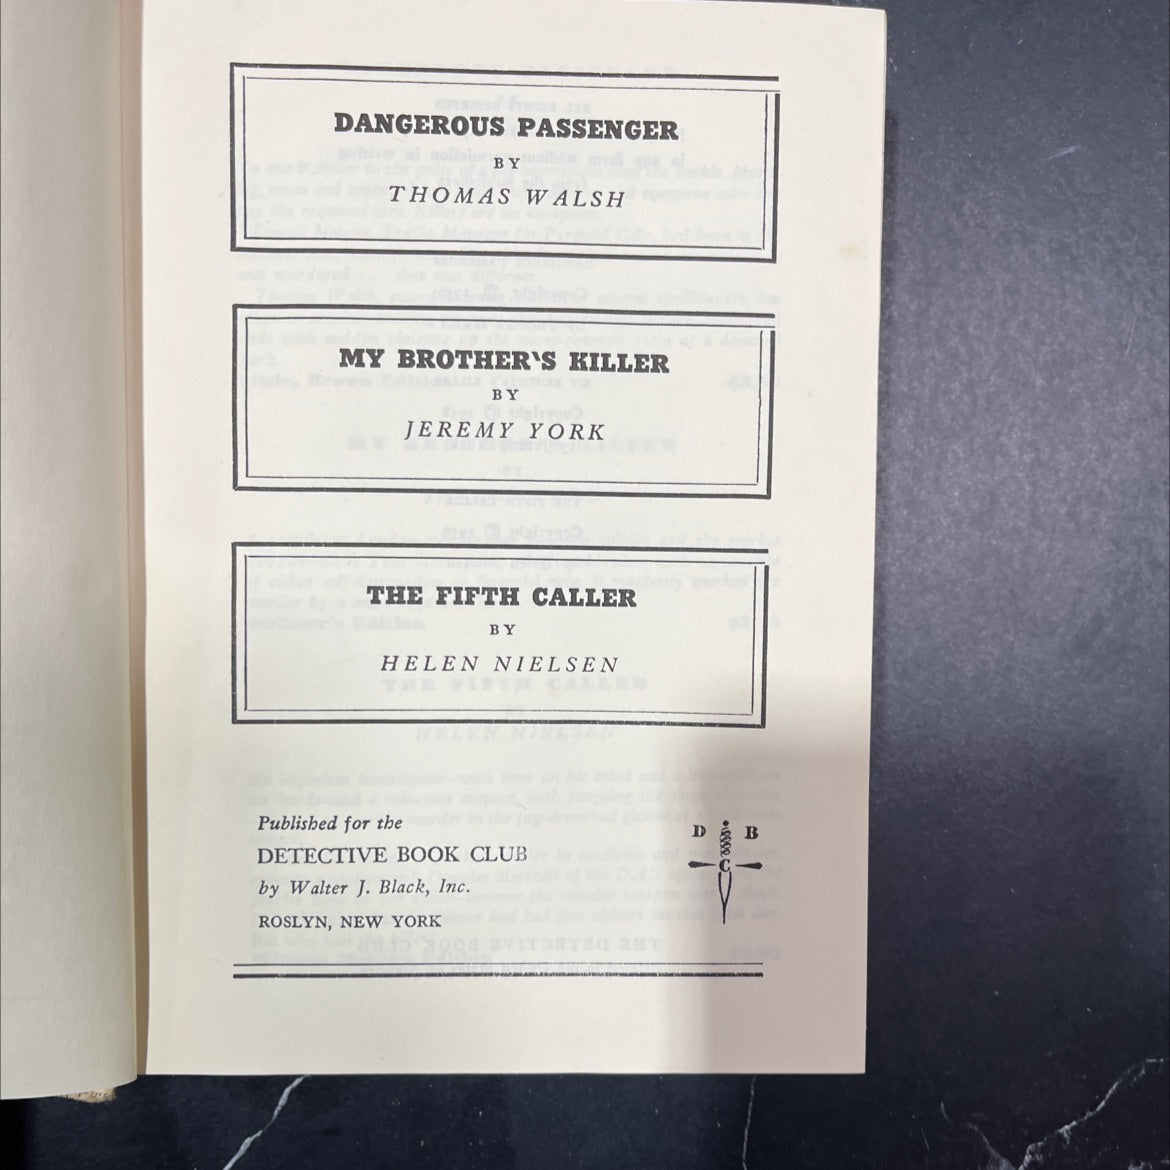 DANGEROUS PASSENGER
BY
THOMAS WALSH
MY BROTHER'S KILLER
BY
JEREMY YORK
THE FIFTH CALLER
BY
HELEN NIELSEN
Published for the
DETECTIVE BOOK CLUB
by Walter J. Black, Inc.
ROSLYN, NEW YORK
D B
C